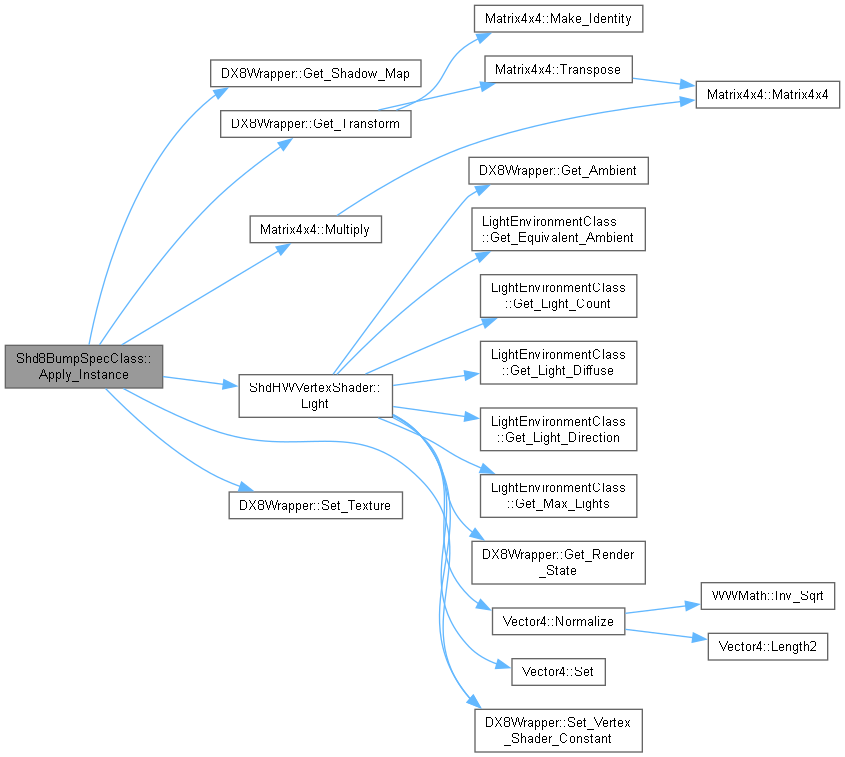 Matrix4x4::Make_Identity
DX8Wrapper::Get_Shadow_Map
Matrix4x4::Transpose
Matrix4x4::Matrix4x4
DX8Wrapper::Get_Transform
DX8Wrapper::Get_Ambient
LightEnvironmentClass
::Get_Equivalent_Ambient
Matrix4x4::Multiply
LightEnvironmentClass
::Get_Light_Count
Shd8BumpSpecClass::
Apply_Instance
LightEnvironmentClass
::Get_Light_Diffuse
ShdHWVertexShader::
Light
LightEnvironmentClass
::Get_Light_Direction
LightEnvironmentClass
::Get_Max_Lights
DX8Wrapper::Set_Texture
DX8Wrapper::Get_Render
_State
WWMath::Inv_Sqrt
Vector4::Normalize
Vector4::Length2
Vector4::Set
DX8Wrapper::Set_Vertex
_Shader_Constant